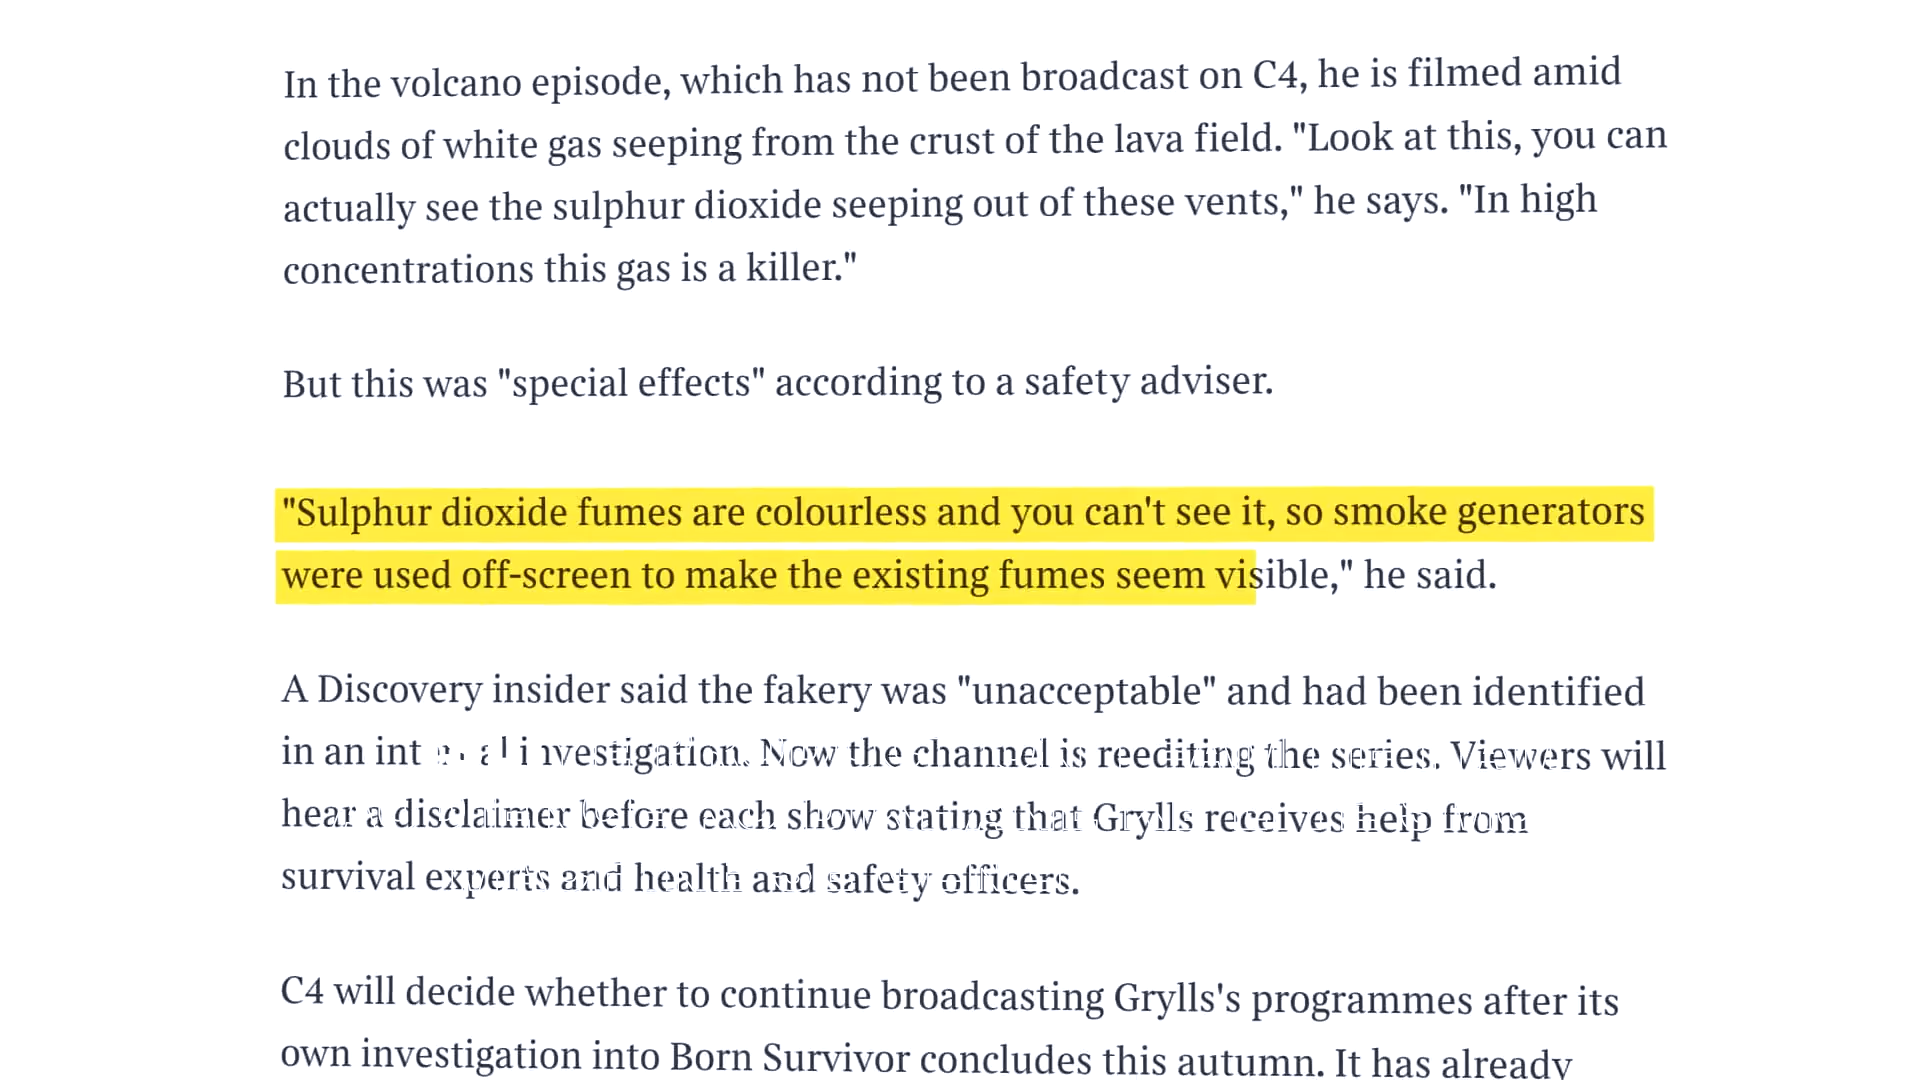 In the volcano episode, which has not been broadcast on C4, he is filmed amid
clouds of white gas seeping from the crust of the lava field. "Look at this, you can
actually see the sulphur dioxide seeping out of these vents," he says. "In high
concentrations this gas is a killer."
But this was "special effects" according to a safety adviser.
"Sulphur dioxide fumes are colourless and you can't see it, so smoke generators
were used off-screen to make the existing fumes seem visible," he said.
A Discovery insider said the fakery was "unacceptable" and had been identified
in an internal investigation. Now the channel is reediting the series. Viewers will
hear a disclaimer before each show stating that Grylls receives help from
survival experts and health and safety officers.
C4 will decide whether to continue broadcasting Grylls's programmes after its
own investigation into Born Survivor concludes this autumn. It has already